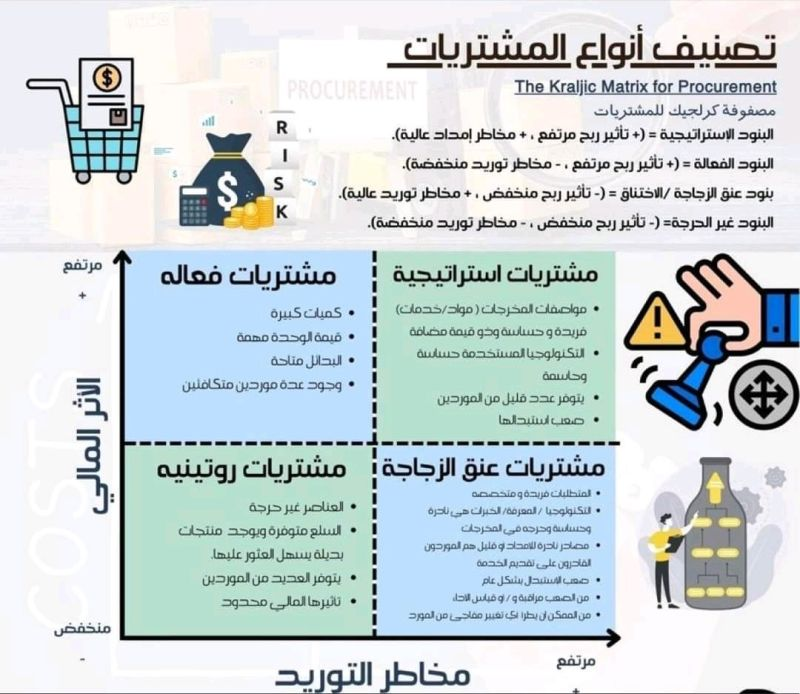 تصنيف أنواع المشتريات
The Kraljic Matrix for Procurement
مصفوفة كرلجيك للمشتريات
البنود الاستراتيجية = (+ تأثير ربح مرتفع ، + مخاطر إمداد عالية).
البنود الفعالة = (+ تأثير ربح مرتفع ، - مخاطر توريد منخفضة).
بنود عنق الزجاجة /الاختناق = (- تأثير ربح منخفض ، + مخاطر توريد عالية).
البنود غير الحرجة= (- تأثير ربح منخفض ، - مخاطر توريد منخفضة).
PROCUREMENT
$
R
I
S
K
$
مرتفع
+
الأثر المالي
منخفض
-
COSTS
مشتريات استراتيجية
مواصفات المخرجات ( مواد/خدمات)
فريدة و حساسة وذو قيمة مضافة
التكنولوجيا المستخدمة حساسة
وحاسمة
يتوفر عدد قليل من الموردين
صعب استبدالها
مشتريات فعاله
كميات كبيرة
قيمة الوحدة مهمة
البدائل متاحة
وجود عدة موردين متكافئين
مشتريات عنق الزجاجة
المتطلبات فريدة و متخصصه
التكنولوجيا /المعرفة/ الخبرات هي نادرة
وحساسة وحرجه في المخرجات
مصادر نادرة للامداد او قليل هم الموردون
القادرون على تقديم الخدمة
صعب الاستبدال بشكل عام
من الصعب مراقبة و /او قياس الاداء
من الممكن ان يطرأ اي تغيير مفاجئ من المورد
مشتريات روتينيه
العناصر غير حرجة
السلع متوفرة ويوجد منتجات
بديلة يسهل العثور عليها.
يتوفر العديد من الموردين
تاثيرها المالي محدود
مخاطر التوريد
مرتفع
+